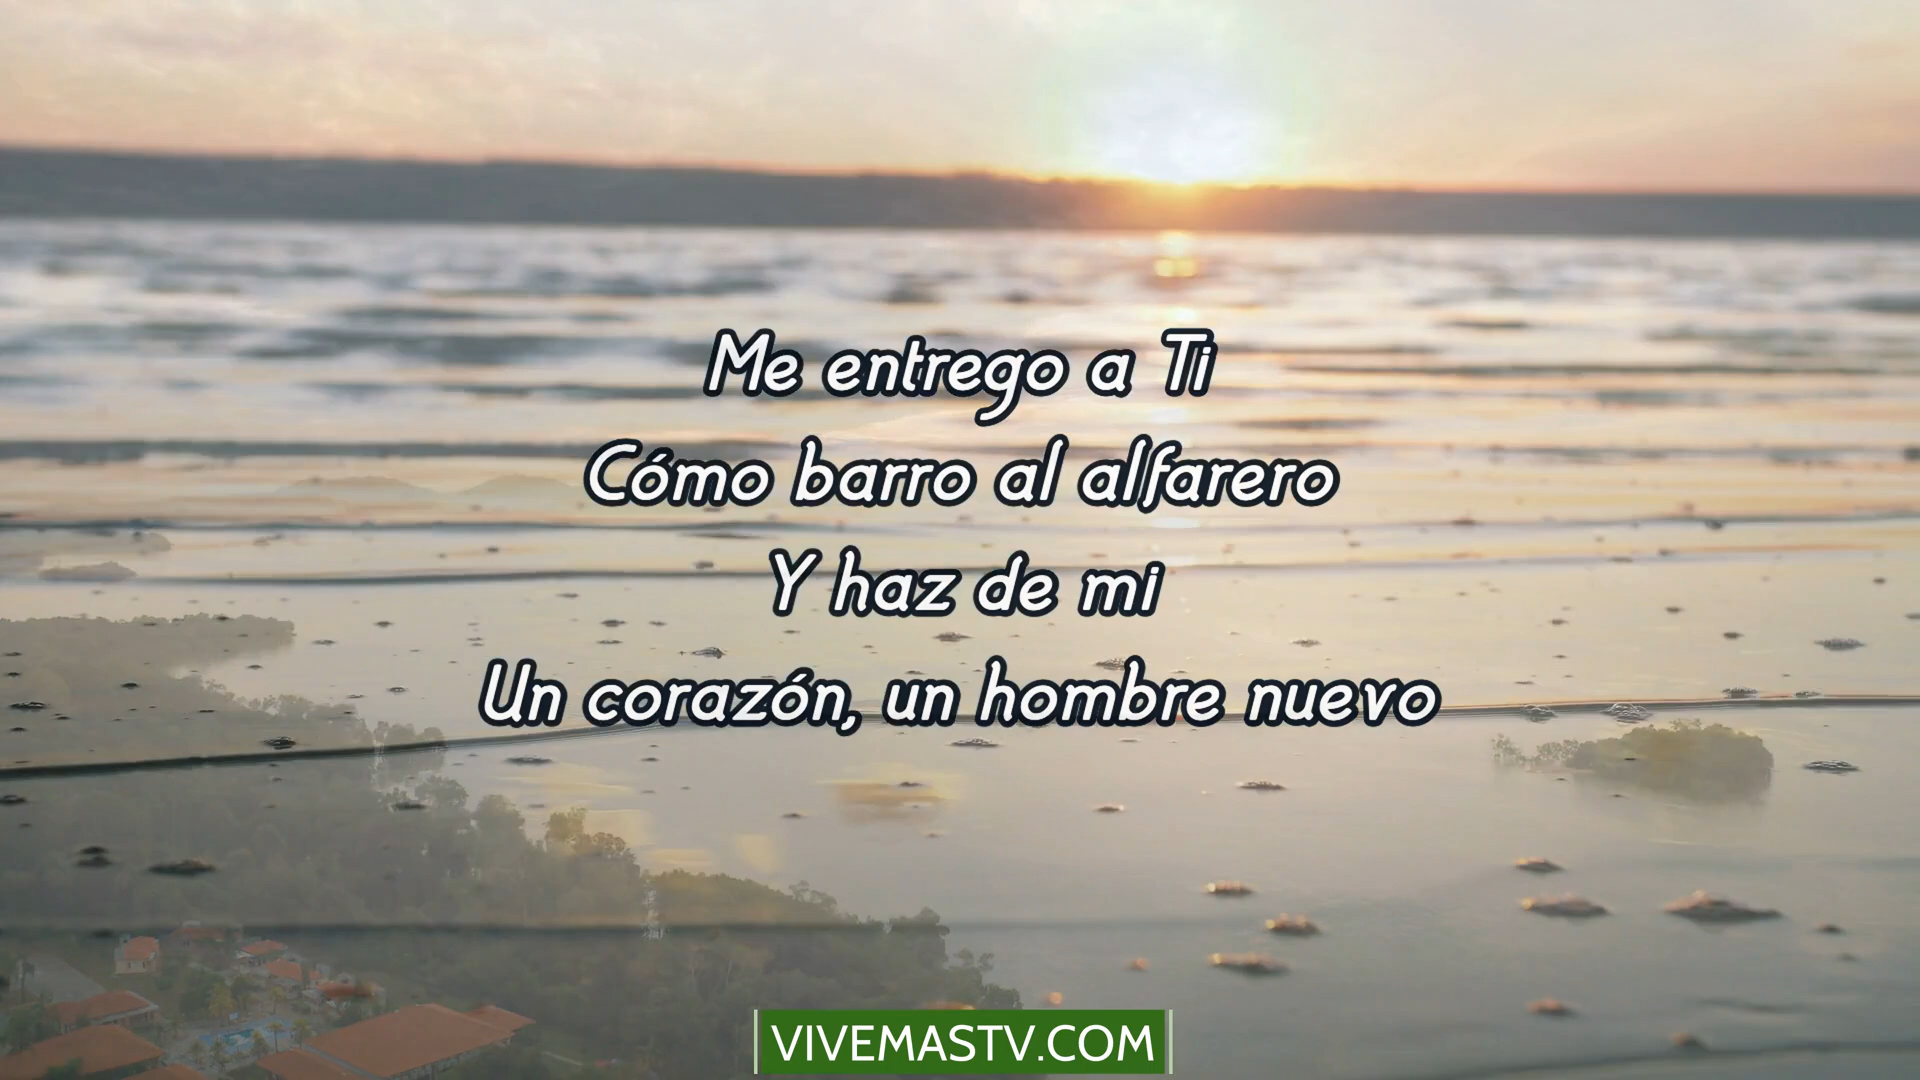 Me entrego a Ti
Cómo barro al alfarero
Y haz de mi
Un corazón, un hombre nuevo
VIVEMASTV.COM